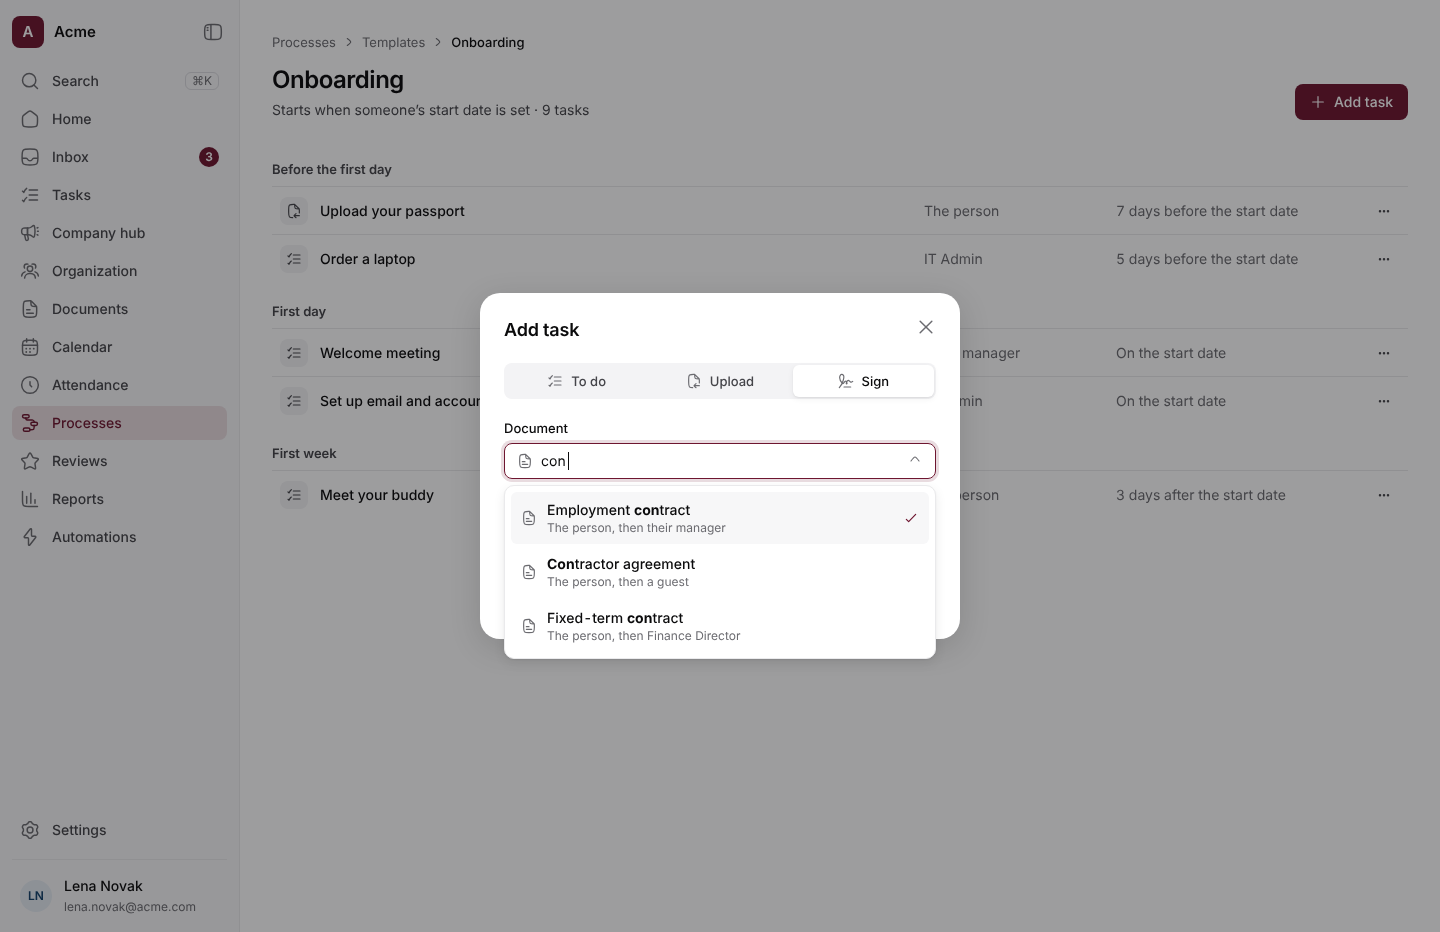 A Acme
Search ⌘K
Home
Inbox 3
Tasks
Company hub
Organization
Documents
Calendar
Attendance
Processes
Reviews
Reports
Automations
Settings
LN Lena Novak
lena.novak@acme.com
Processes > Templates > Onboarding
Onboarding
Starts when someone’s start date is set · 9 tasks
+ Add task
Before the first day
Upload your passport The person 7 days before the start date
Order a laptop IT Admin 5 days before the start date
First day
Welcome meeting manager On the start date
Set up email and On the start date
First week
Meet your buddy 3 days after the start date
Add task
To do Upload Sign
Document
con
Employment contract
The person, then their manager
Contractor agreement
The person, then a guest
Fixed-term contract
The person, then Finance Director